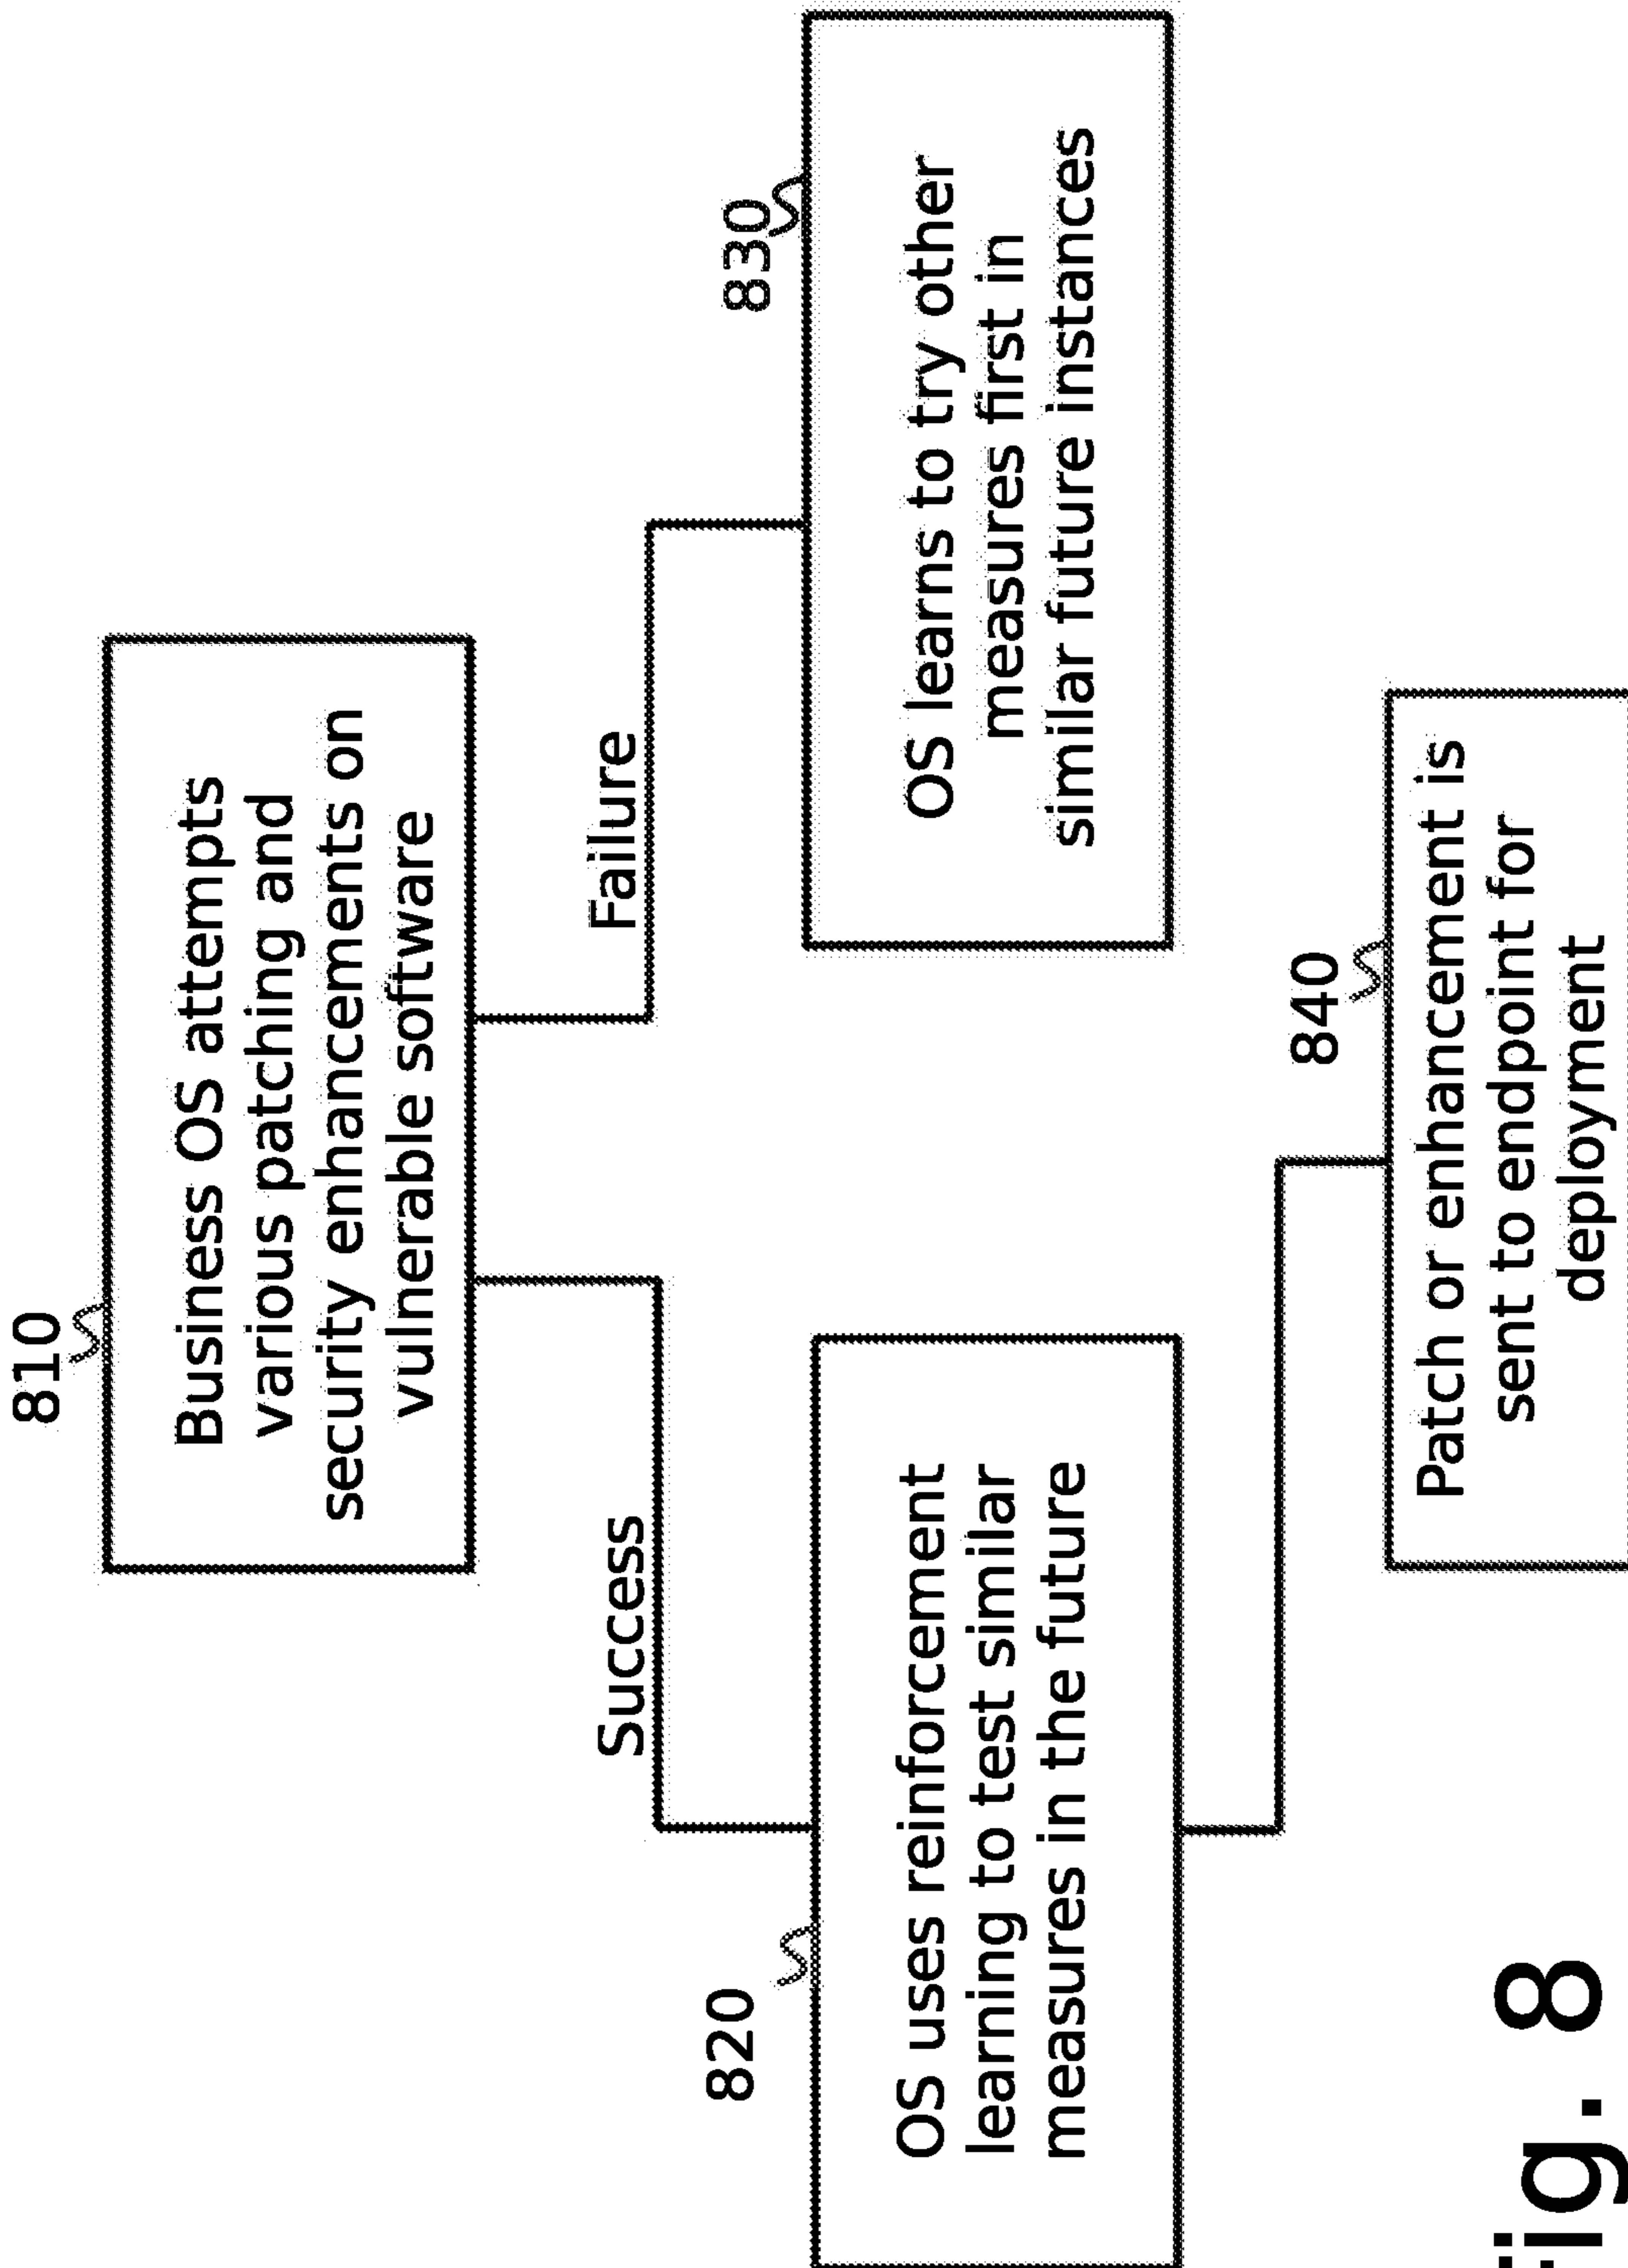 810
Business OS attempts
various patching and
security enhancements on
vulnerable software
Success
Failure
820
OS uses reinforcement
learning to test similar
measures in the future
830
OS learns to try other
measures first in
similar future instances
840
Patch or enhancement is
sent to endpoint for
deployment
Fig. 8